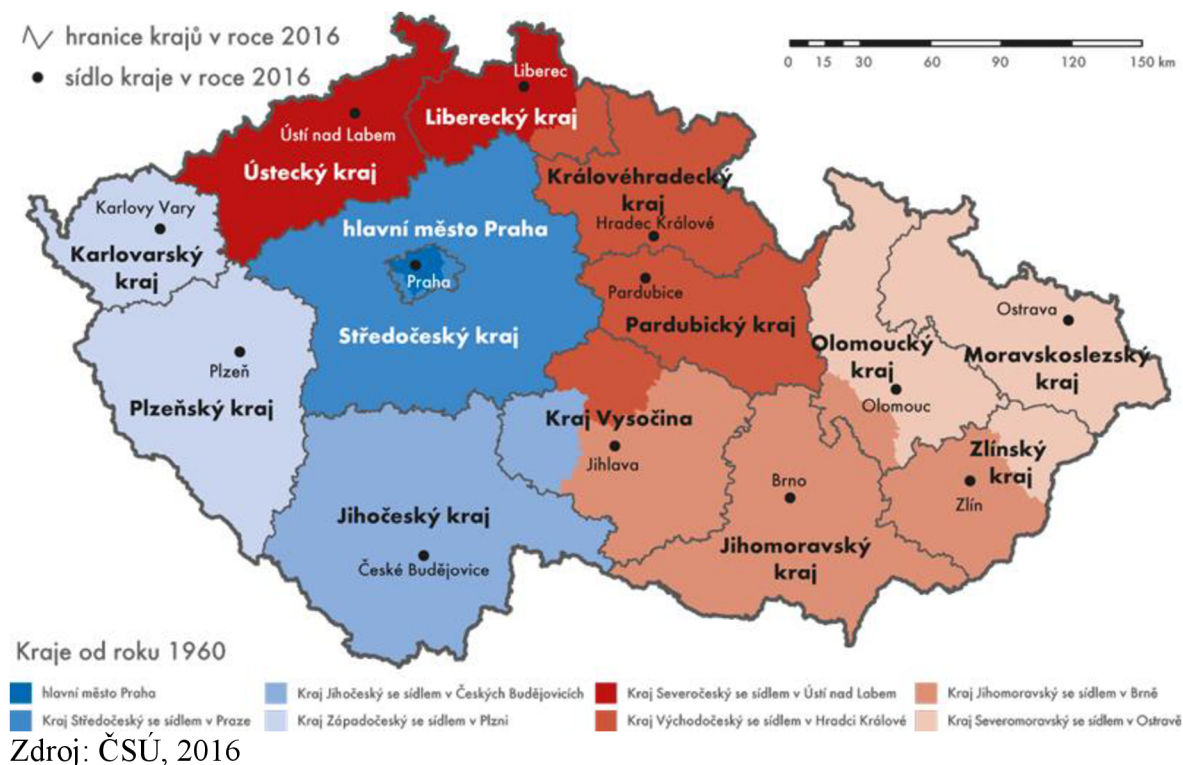 hranice krajů v roce 2016
sídlo kraje v roce 2016
0 15 30 60 90 120 150 km
Liberec
Liberecký kraj
Ústí nad Labem
Ústecký kraj
Královéhradecký
kraj
Hradec Králové
Karlovy Vary
Karlovarský
kraj
hlavní město Praha
Praha
Středočeský kraj
Pardubice
Pardubický kraj
Ostrava
Moravskoslezský
kraj
Olomoucký
kraj
Olomouc
Plzeň
Plzeňský kraj
Kraj Vysočina
Jihlava
Zlínský
kraj
Zlín
Brno
Jihomoravský
kraj
Jihočeský kraj
České Budějovice
Kraje od roku 1960
hlavní město Praha
Kraj Středočeský se sídlem v Praze
Kraj Jihočeský se sídlem v Českých Budějovicích
Kraj Západočeský se sídlem v Plzni
Kraj Severočeský se sídlem v Ústí nad Labem
Kraj Východočeský se sídlem v Hradci Králové
Kraj Jihomoravský se sídlem v Brně
Kraj Severomoravský se sídlem v Ostravě
Zdroj: ČSÚ, 2016